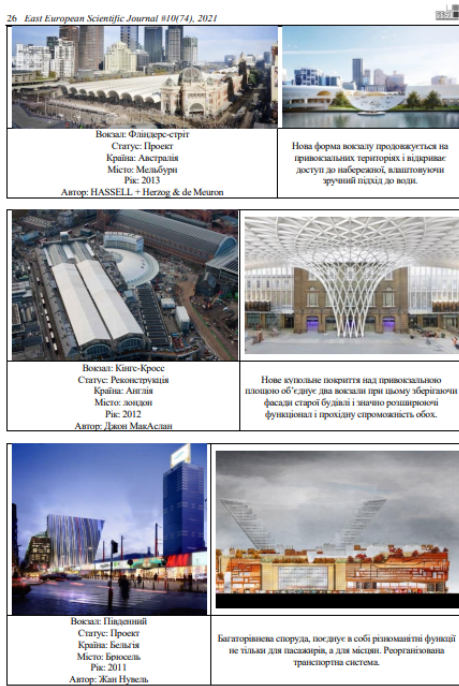 26 East European Scientific Journal #10(74), 2021
Вокзал: Фліндерс-стріт
Статус: Проект
Країна: Австралія
Місто: Мельбурн
Рік: 2013
Автор: HASSELL + Herzog & de Meuron
Нова форма вокзалу продовжується на
привокзальних територіях і відкриває
доступ до набережної, влаштовуючи
зручний підхід до води.
Вокзал: Кінгс-Кросс
Статус: Реконструкція
Країна: Англія
Місто: лондон
Рік: 2012
Автор: Джон МакАслан
Нове купольне покриття над привокзальною
площою об’єднує два вокзали при цьому зберігаючи
фасади старої будівлі і значно розширюючі
функціонал і прохідну спроможність обох.
Вокзал: Південний
Статус: Проект
Країна: Бельгія
Місто: Брюсель
Рік: 2011
Автор: Жан Нувель
Багаторівнева споруда, поєднує в собі різноманітні функції
не тільки для пасажирів, а для місцян. Реорганізована
транспортна система.